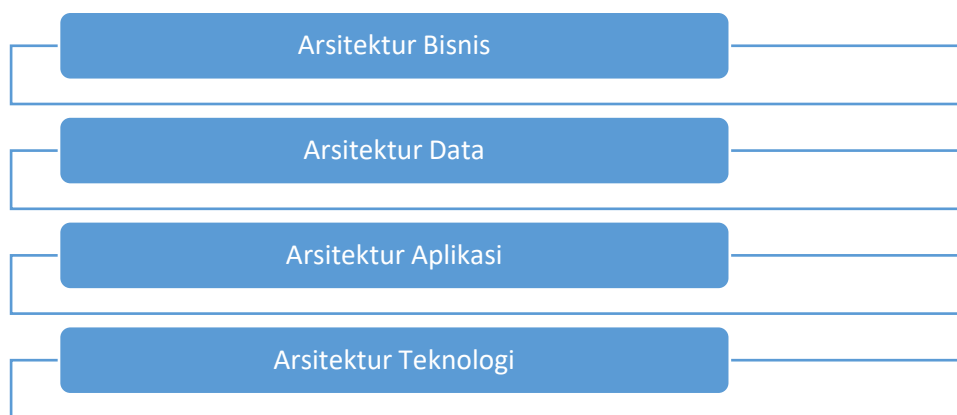 Arsitektur Bisnis
Arsitektur Data
Arsitektur Aplikasi
Arsitektur Teknologi